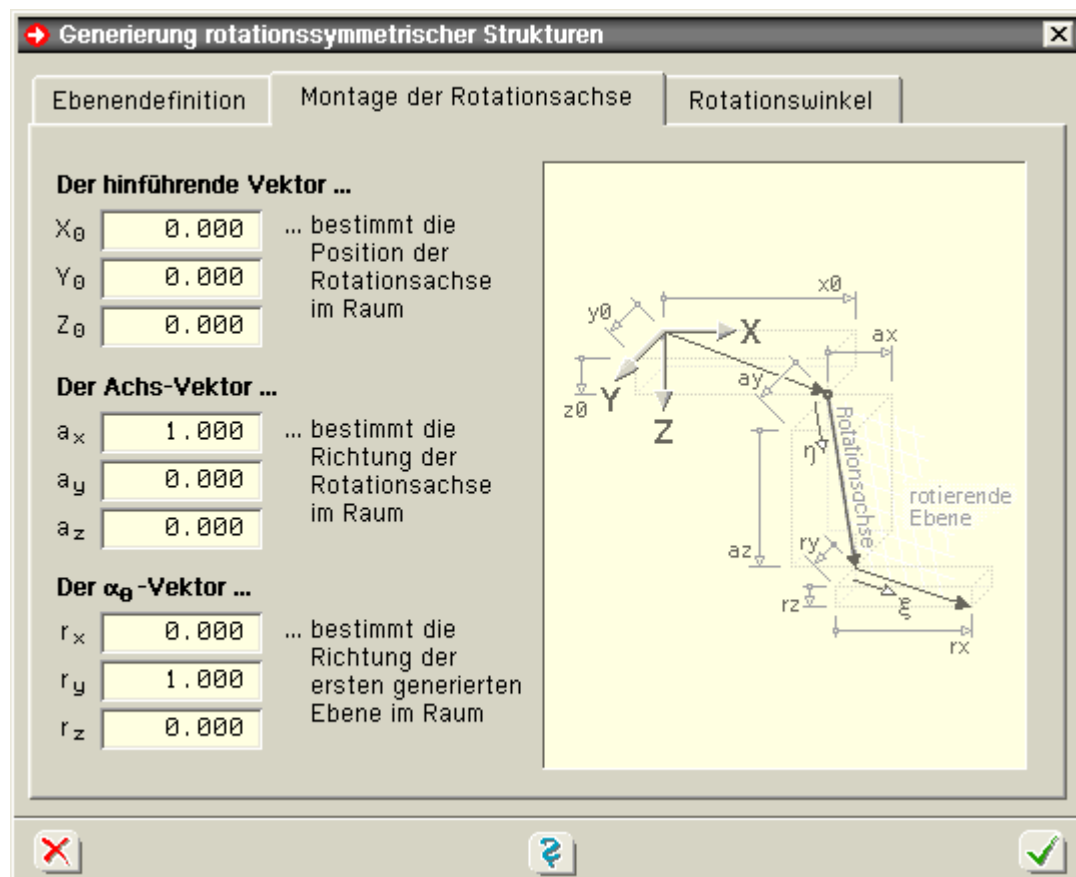 Generierung rotationssymmetrischer Strukturen
Ebenendefinition
Montage der Rotationsachse
Rotationswinkel
Der hinführende Vektor ...
X0 0.000
Y0 0.000
Z0 0.000
... bestimmt die
Position der
Rotationsachse
im Raum
Der Achs-Vektor ...
ax 1.000
ay 0.000
az 0.000
... bestimmt die
Richtung der
Rotationsachse
im Raum
Der α0-Vektor ...
rx 0.000
ry 1.000
rz 0.000
... bestimmt die
Richtung der
ersten generierten
Ebene im Raum
x0
y0
X
ax
z0
Y
Z
ay
η
Rotationsachse
rotierende
Ebene
az
ry
rz
ξ
rx